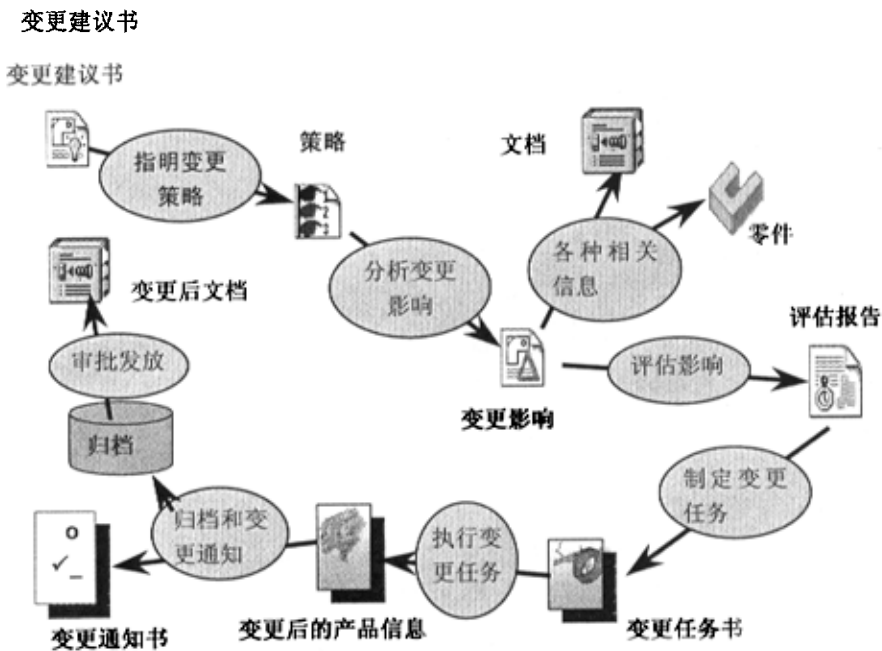 变更建议书
变更建议书
指明变更
策略
策略
文档
零件
各种相关
信息
分析变更
影响
变更后文档
评估报告
审批发放
评估影响
变更影响
归档
制定变更
任务
归档和变
更通知
执行变
更任务
变更通知书
变更后的产品信息
变更任务书